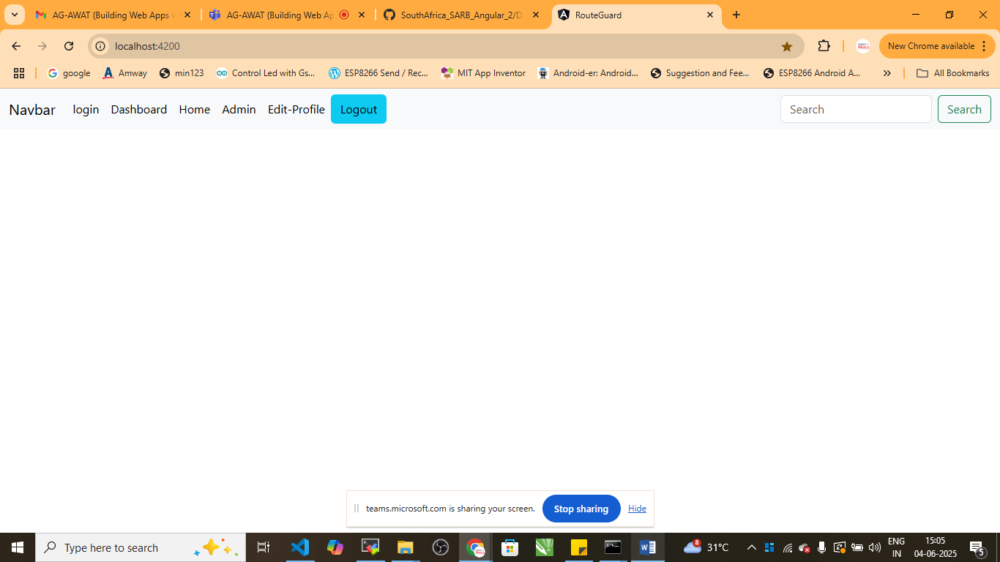 AG-AWAT (Building Web Apps w
AG-AWAT (Building Web Ap
SouthAfrica_SARB_Angular_2/D
RouteGuard
localhost:4200
New Chrome available
google
Amway
min123
Control Led with Gs...
ESP8266 Send / Rec...
MIT App Inventor
Android-er: Android...
Suggestion and Fee...
ESP8266 Android A...
»
All Bookmarks
Navbar login Dashboard Home Admin Edit-Profile Logout Search Search
teams.microsoft.com is sharing your screen. Stop sharing Hide
Type here to search
8
31°C
ENG
IN
15:05
04-06-2025
5